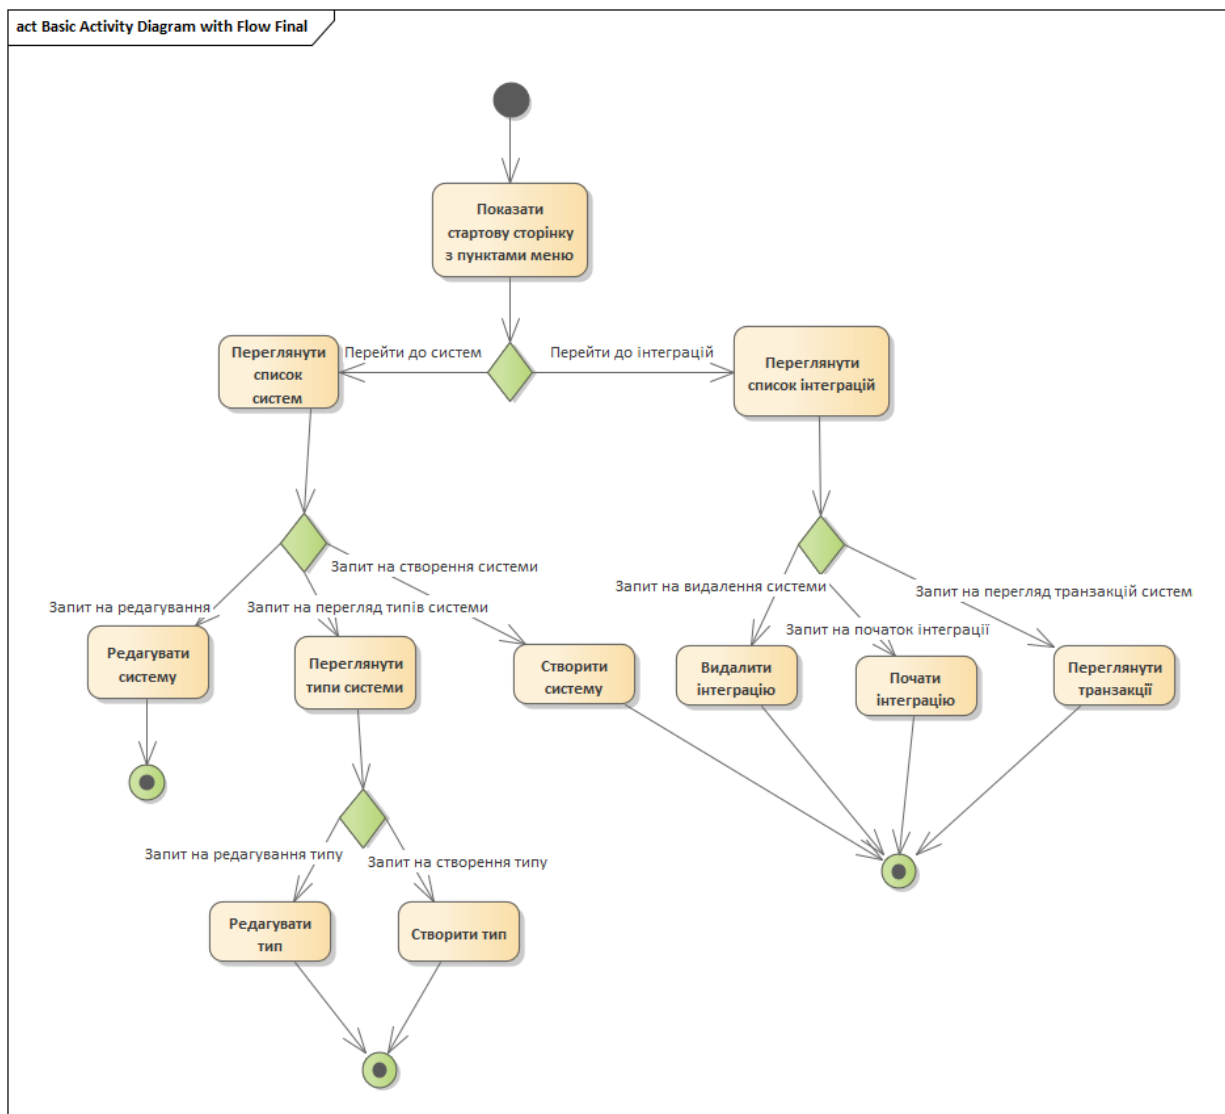 act Basic Activity Diagram with Flow Final
Показати
стартову сторінку
з пунктами меню
Переглянути
список
систем
Перейти до систем
Перейти до інтеграцій
Переглянути
список інтеграцій
Запит на створення системи
Запит на редагування
Запит на перегляд типів системи
Запит на видалення системи
Запит на перегляд транзакцій систем
Запит на початок інтеграції
Редагувати
систему
Переглянути
типи системи
Створити
систему
Видалити
інтеграцію
Почати
інтеграцію
Переглянути
транзакції
Запит на редагування типу
Запит на створення типу
Редагувати
тип
Створити тип